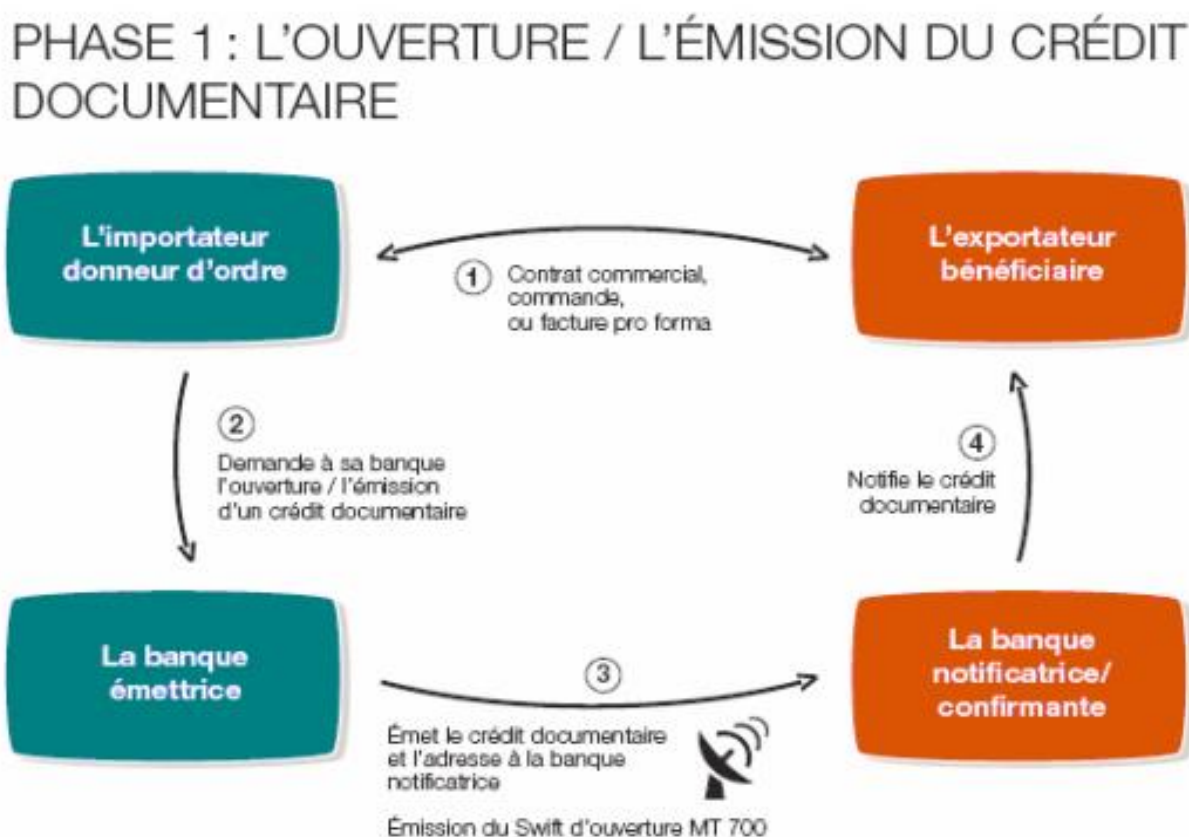 PHASE 1 : L'OUVERTURE / L'ÉMISSION DU CRÉDIT
DOCUMENTAIRE
L'importateur
donneur d'ordre
L'exportateur
bénéficiaire
1
Contrat commercial,
commande,
ou facture pro forma
2
Demande à sa banque
l'ouverture / l'émission
d'un crédit documentaire
4
Notifie le crédit
documentaire
La banque
émettrice
La banque
notificatrice/
confirmante
3
Émet le crédit documentaire
et l'adresse à la banque
notificatrice
Émission du Swift d'ouverture MT 700